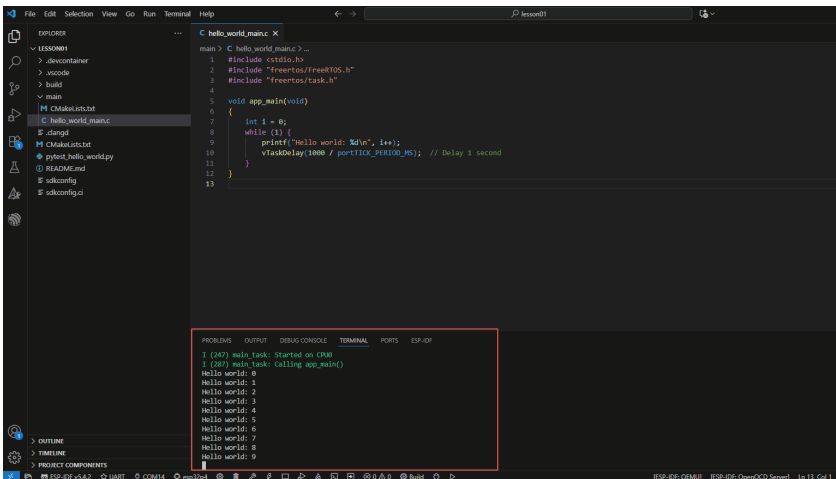 File Edit Selection View Go Run Terminal Help
lesson01
EXPLORER
LESSON01
.devcontainer
.vscode
build
main
CMakeLists.txt
hello_world_main.c
.clangd
CMakeLists.txt
pytest_hello_world.py
README.md
sdkconfig
sdkconfig.ci
OUTLINE
TIMELINE
PROJECT COMPONENTS
hello_world_main.c
main > C hello_world_main.c > ...
1 #include <stdio.h>
2 #include "freertos/FreeRTOS.h"
3 #include "freertos/task.h"
4
5 void app_main(void)
6 {
7 int i = 0;
8 while (1) {
9 printf("Hello world: %d\n", i++);
10 vTaskDelay(1000 / portTICK_PERIOD_MS); // Delay 1 second
11 }
12 }
13
PROBLEMS OUTPUT DEBUG CONSOLE TERMINAL PORTS ESP-IDF
I (247) main_task: Started on CPU0
I (287) main_task: Calling app_main()
Hello world: 0
Hello world: 1
Hello world: 2
Hello world: 3
Hello world: 4
Hello world: 5
Hello world: 6
Hello world: 7
Hello world: 8
Hello world: 9
ESP-IDF v5.4.2 UART COM14 esp32p4 0 0 Build [ESP-IDF: QEMU] [ESP-IDF: OpenOCD Server] Ln 13, Col 1